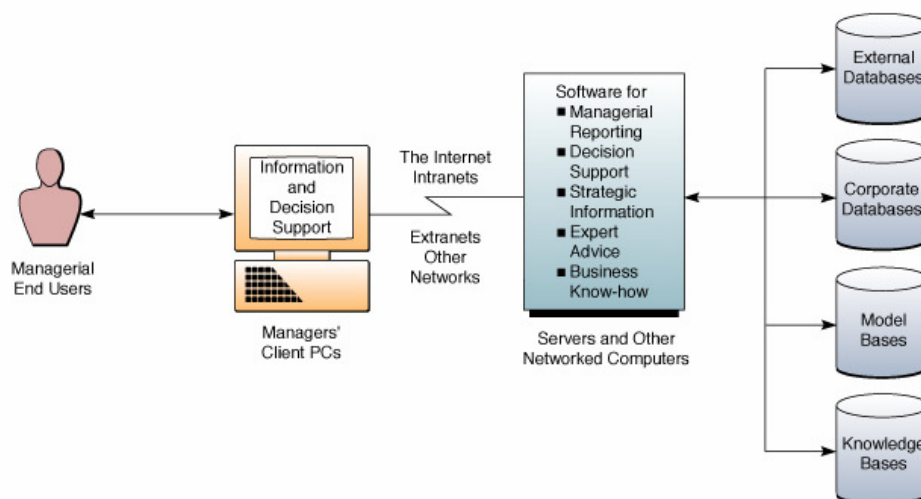 Managerial
End Users
Information
and
Decision
Support
Managers'
Client PCs
The Internet
Intranets
Extranets
Other
Networks
Software for
■ Managerial
Reporting
■ Decision
Support
■ Strategic
Information
■ Expert
Advice
■ Business
Know-how
Servers and Other
Networked Computers
External
Databases
Corporate
Databases
Model
Bases
Knowledge
Bases